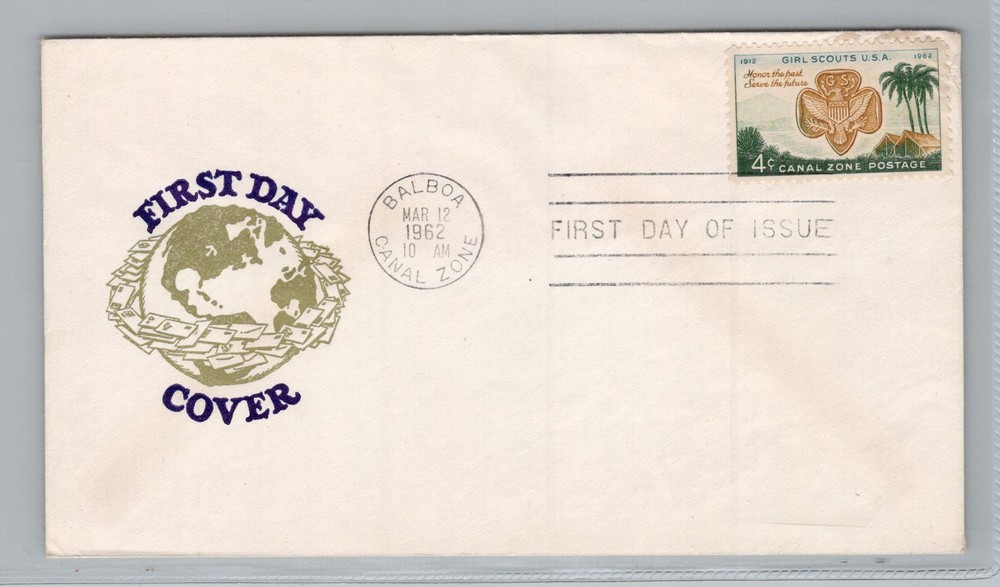 1912 GIRL SCOUTS U.S.A. 1962
Honor the past
Serve the future
G S
4¢ CANAL ZONE POSTAGE
FIRST DAY
COVER
BALBOA
MAR 12
1962
10 AM
CANAL ZONE
FIRST DAY OF ISSUE